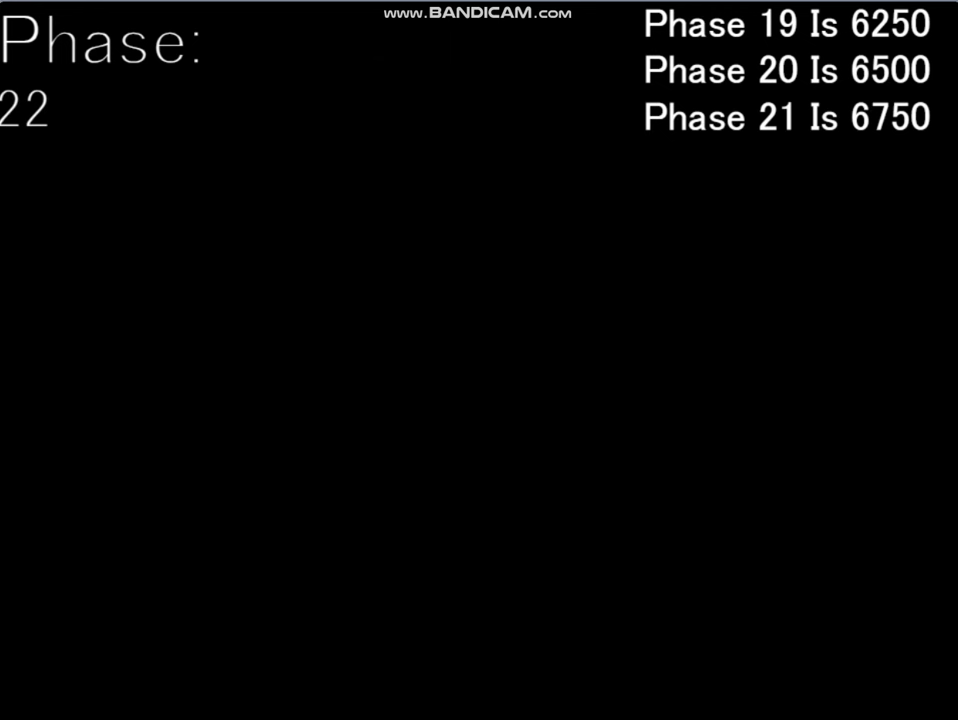 www.BANDICAM.com
Phase:
22
Phase 19 Is 6250
Phase 20 Is 6500
Phase 21 Is 6750